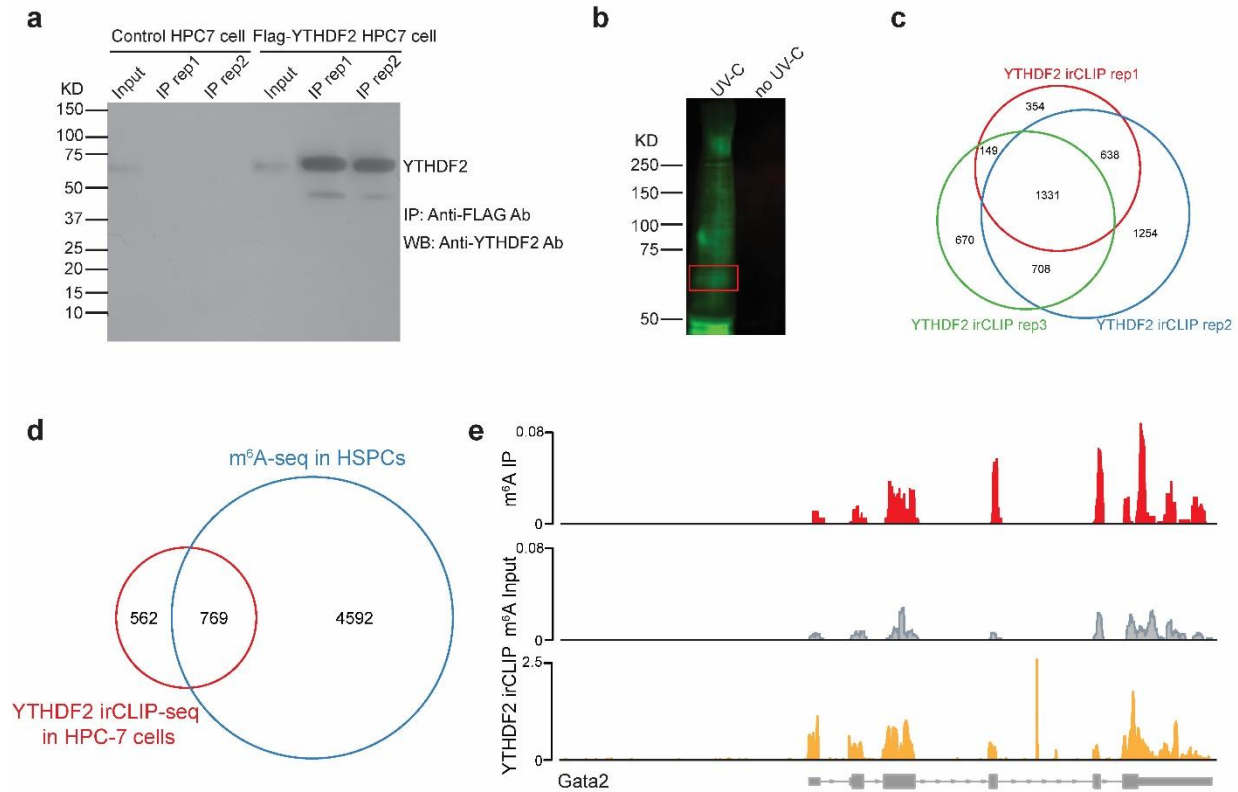 a
Control HPC7 cell Flag-YTHDF2 HPC7 cell
KD Input IP rep1 IP rep2 Input IP rep1 IP rep2
150
100
75
50
37
25
20
15
10
YTHDF2
IP: Anti-FLAG Ab
WB: Anti-YTHDF2 Ab
b
UV-C no UV-C
KD
250
150
100
75
50
c
YTHDF2 irCLIP rep1
354
149 638
1331
670 1254
708
YTHDF2 irCLIP rep3 YTHDF2 irCLIP rep2
d
m⁶A-seq in HSPCs
562 769 4592
YTHDF2 irCLIP-seq
in HPC-7 cells
e
m⁶A IP
0.08
0
m⁶A Input
0.08
0
YTHDF2 irCLIP
2.5
0
Gata2